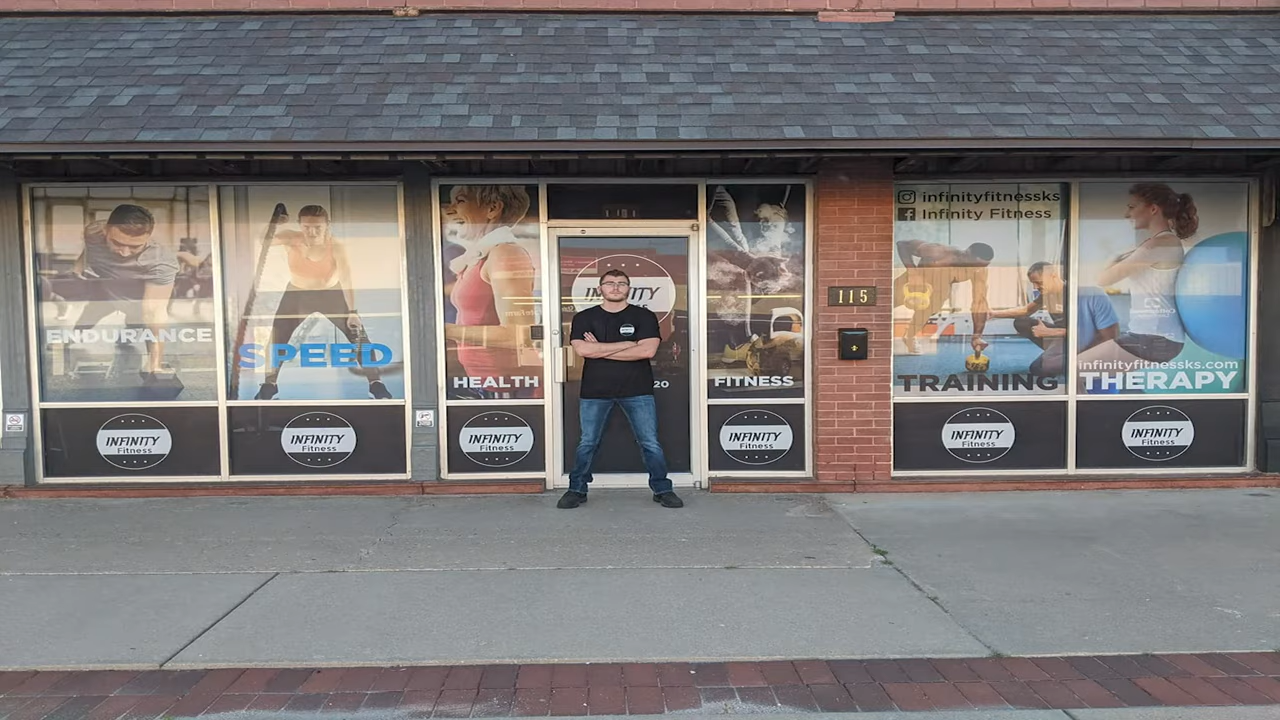 ENDURANCE
SPEED
HEALTH
INFINITY
20
FITNESS
115
infinityfitnessks
Infinity Fitness
TRAINING
infinityfitnessks.com
THERAPY
INFINITY
Fitness
INFINITY
Fitness
INFINITY
Fitness
INFINITY
Fitness
INFINITY
Fitness
INFINITY
Fitness